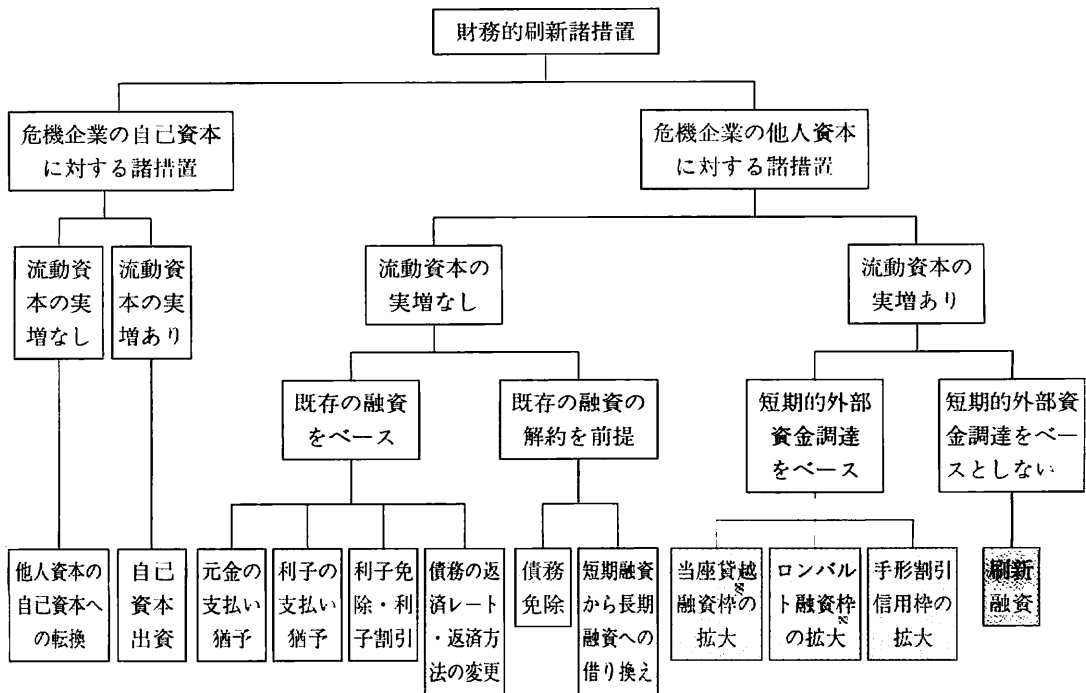 財務的刷新諸措置
危機企業の自己資本
に対する諸措置
危機企業の他人資本
に対する諸措置
流動資
本の実
増なし
流動資
本の実
増あり
流動資本の
実増なし
流動資本の
実増あり
既存の融資
をベース
既存の融資の
解約を前提
短期的外部
資金調達
をベース
短期的外部資
金調達をベー
スとしない
他人資本の
自己資本へ
の転換
自己
資本
出資
元金の
支払い
猶予
利子の
支払い
猶予
利子免
除・利
子割引
債務の返
済レート
・返済方
法の変更
債務
免除
短期融資
から長期
融資への
借り換え
当座貸越
融資枠の
※
拡大
ロンバル
ト融資枠
の拡大
※
手形割引
信用枠の
拡大
刷新
融資